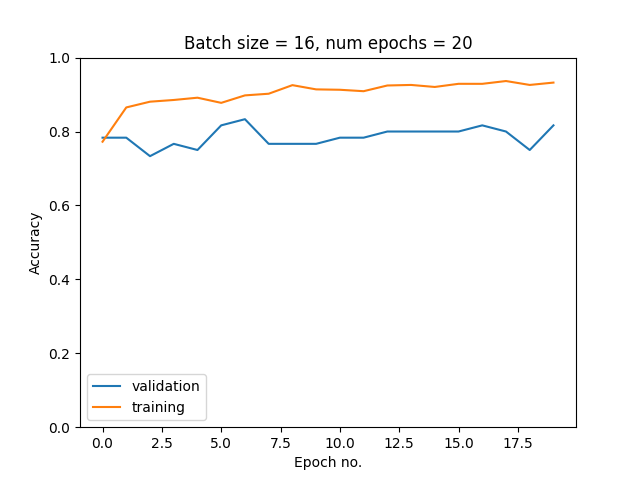 Batch size = 16, num epochs = 20
1.0
0.8
0.6
0.4
0.2
0.0
Accuracy
validation
training
0.0 2.5 5.0 7.5 10.0 12.5 15.0 17.5
Epoch no.